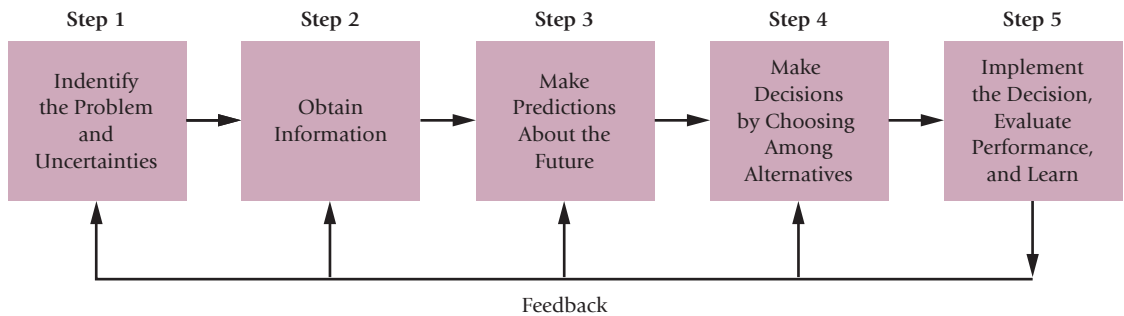 Step 1
Indentify
the Problem
and
Uncertainties
Step 2
Obtain
Information
Step 3
Make
Predictions
About the
Future
Step 4
Make
Decisions
by Choosing
Among
Alternatives
Step 5
Implement
the Decision,
Evaluate
Performance,
and Learn
Feedback